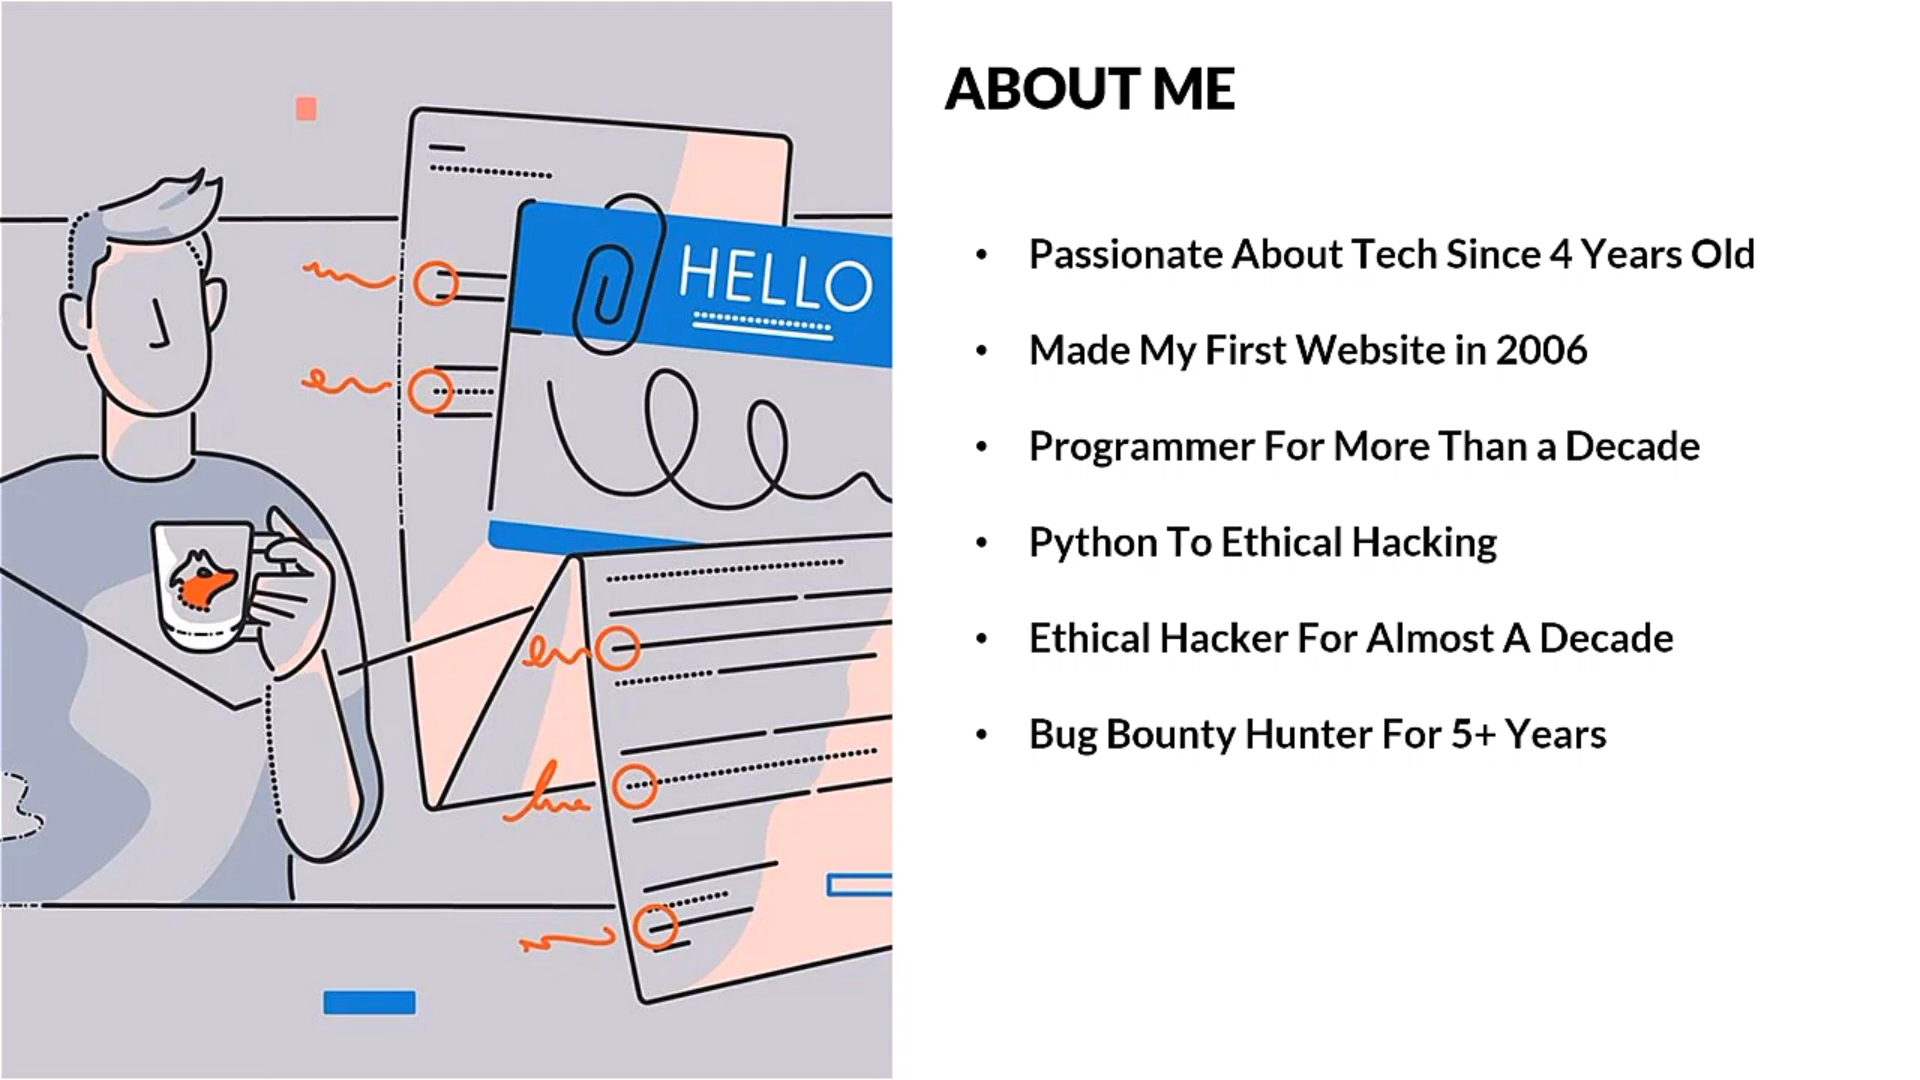 ABOUT ME
HELLO
• Passionate About Tech Since 4 Years Old
• Made My First Website in 2006
• Programmer For More Than a Decade
• Python To Ethical Hacking
• Ethical Hacker For Almost A Decade
• Bug Bounty Hunter For 5+ Years